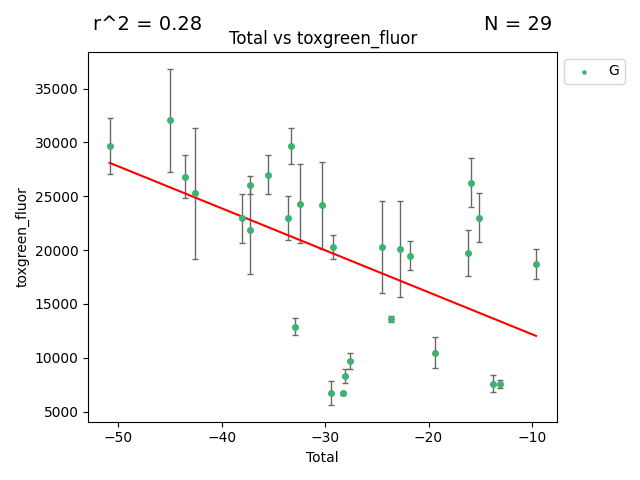 r^2 = 0.28
N = 29
Total vs toxgreen_fluor
G
toxgreen_fluor
35000
30000
25000
20000
15000
10000
5000
−50
−40
−30
−20
−10
Total